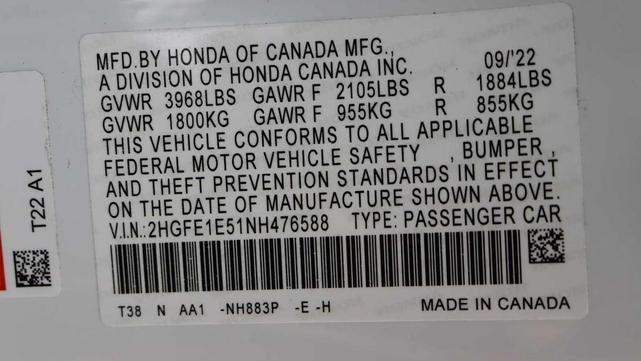 MFD.BY HONDA OF CANADA MFG.,
A DIVISION OF HONDA CANADA INC. 09/'22
GVWR 3968LBS GAWR F 2105LBS R 1884LBS
GVWR 1800KG GAWR F 955KG R 855KG
THIS VEHICLE CONFORMS TO ALL APPLICABLE
FEDERAL MOTOR VEHICLE SAFETY , BUMPER ,
AND THEFT PREVENTION STANDARDS IN EFFECT
ON THE DATE OF MANUFACTURE SHOWN ABOVE.
V.I.N.:2HGFE1E51NH476588 TYPE: PASSENGER CAR
T38 N AA1 -NH883P -E -H MADE IN CANADA
T22 A1